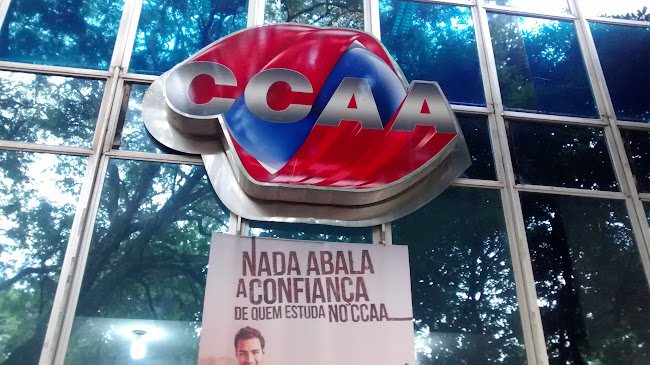 CCAA
NADA ABALA
A CONFIANÇA
DE QUEM ESTUDA NO CCAA